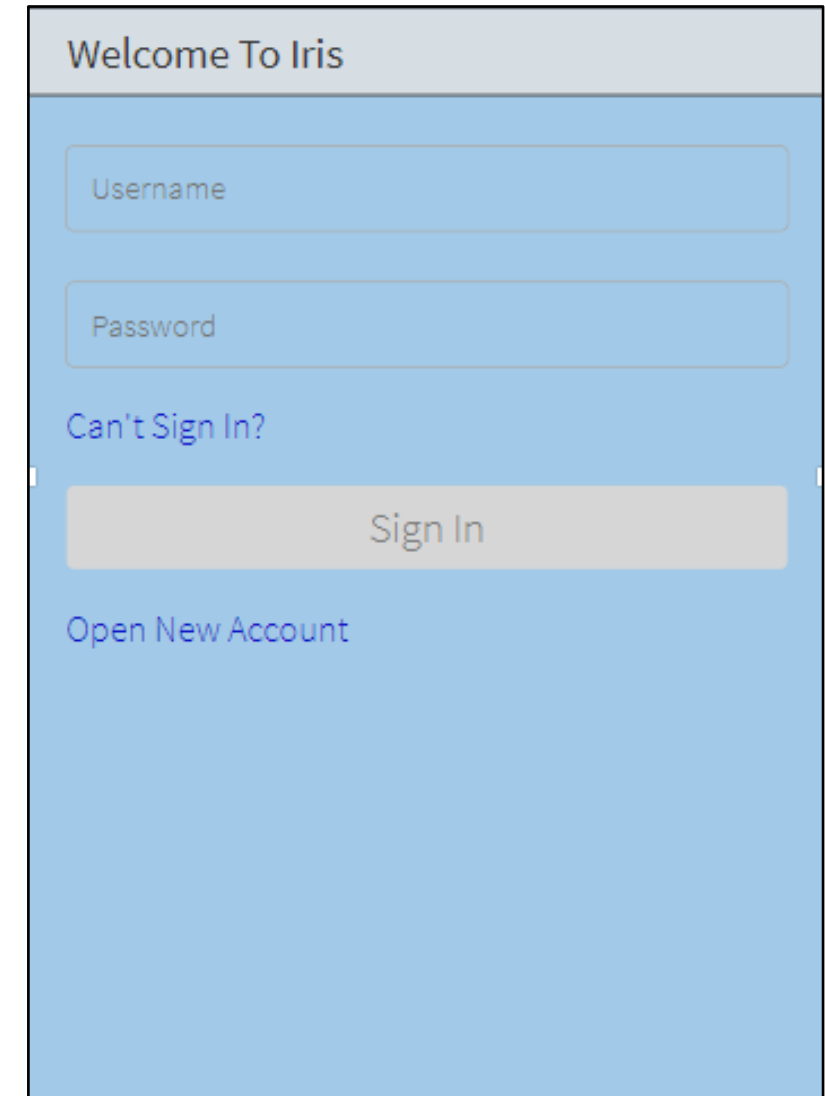 Welcome To Iris
Username
Password
Can't Sign In?
Sign In
Open New Account